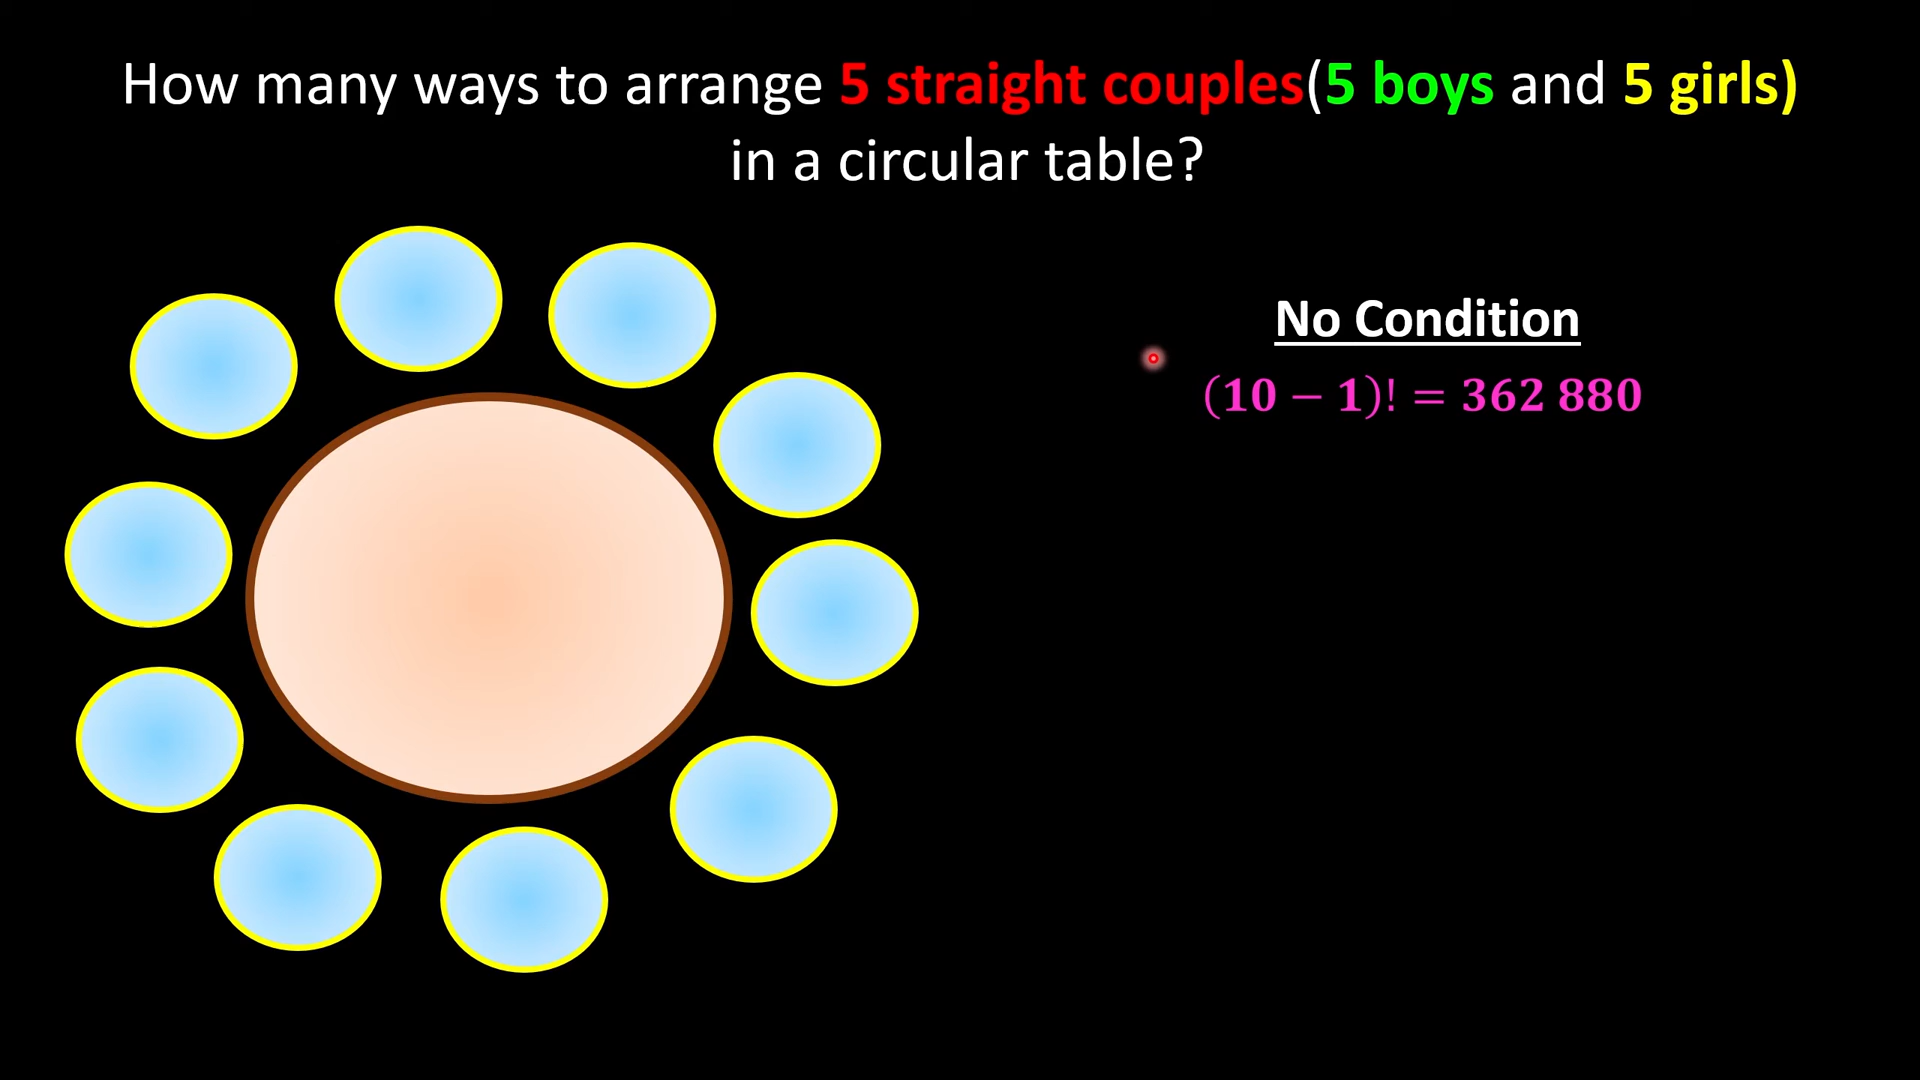 How many ways to arrange 5 straight couples(5 boys and 5 girls)
in a circular table?
No Condition
(10 − 1)! = 362 880